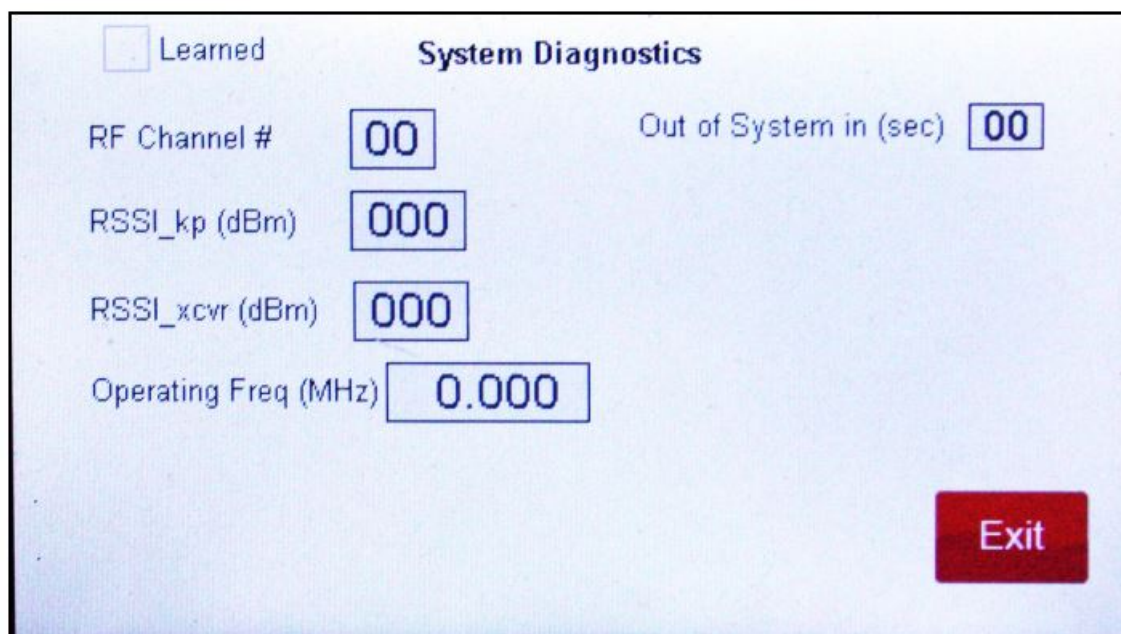 Learned
System Diagnostics
RF Channel # 00
Out of System in (sec) 00
RSSI_kp (dBm) 000
RSSI_xcvr (dBm) 000
Operating Freq (MHz) 0.000
Exit